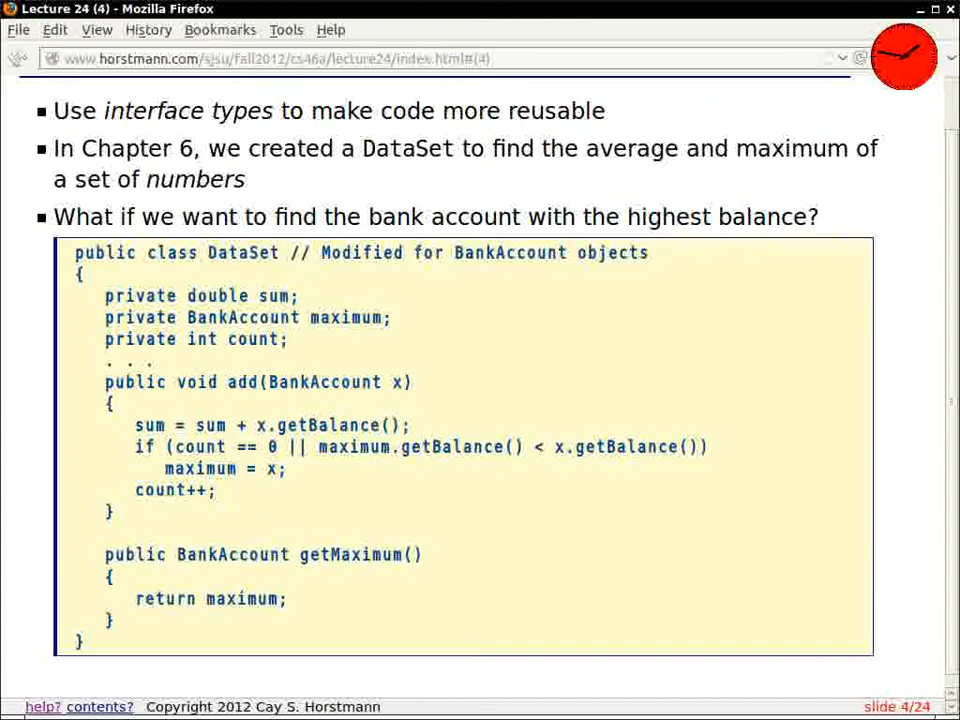 Lecture 24 (4) - Mozilla Firefox
File Edit View History Bookmarks Tools Help
www.horstmann.com/sjsu/fall2012/cs46a/lecture24/index.html#(4)
Use interface types to make code more reusable
In Chapter 6, we created a DataSet to find the average and maximum of
a set of numbers
What if we want to find the bank account with the highest balance?
public class DataSet // Modified for BankAccount objects
{
private double sum;
private BankAccount maximum;
private int count;
. . .
public void add(BankAccount x)
{
sum = sum + x.getBalance();
if (count == 0 || maximum.getBalance() < x.getBalance())
maximum = x;
count++;
}
public BankAccount getMaximum()
{
return maximum;
}
}
help? contents? Copyright 2012 Cay S. Horstmann slide 4/24